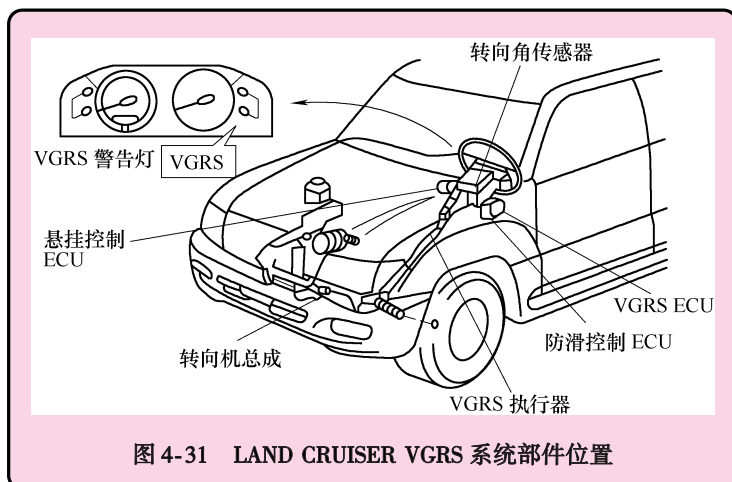 转向角传感器
VGRS 警告灯
VGRS
悬挂控制
ECU
VGRS ECU
防滑控制 ECU
转向机总成
VGRS 执行器
图 4-31 LAND CRUISER VGRS 系统部件位置